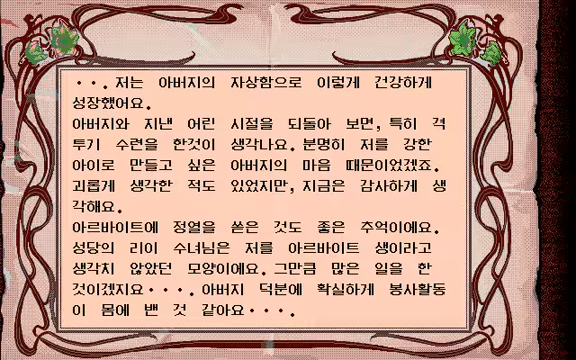 ··.저는 아버지의 자상함으로 이렇게 건강하게
성장했어요.
아버지와 지낸 어린 시절을 되돌아 보면, 특히 격
투기 수련을 한것이 생각나요. 분명히 저를 강한
아이로 만들고 싶은 아버지의 마음 때문이었겠죠.
괴롭게 생각한 적도 있었지만, 지금은 감사하게 생
각해요.
아르바이트에 정열을 쏟은 것도 좋은 추억이에요.
성당의 리이 수녀님은 저를 아르바이트 생이라고
생각치 않았던 모양이에요. 그만큼 많은 일을 한
것이겠지요···. 아버지 덕분에 확실하게 봉사활동
이 몸에 밴 것 같아요···.